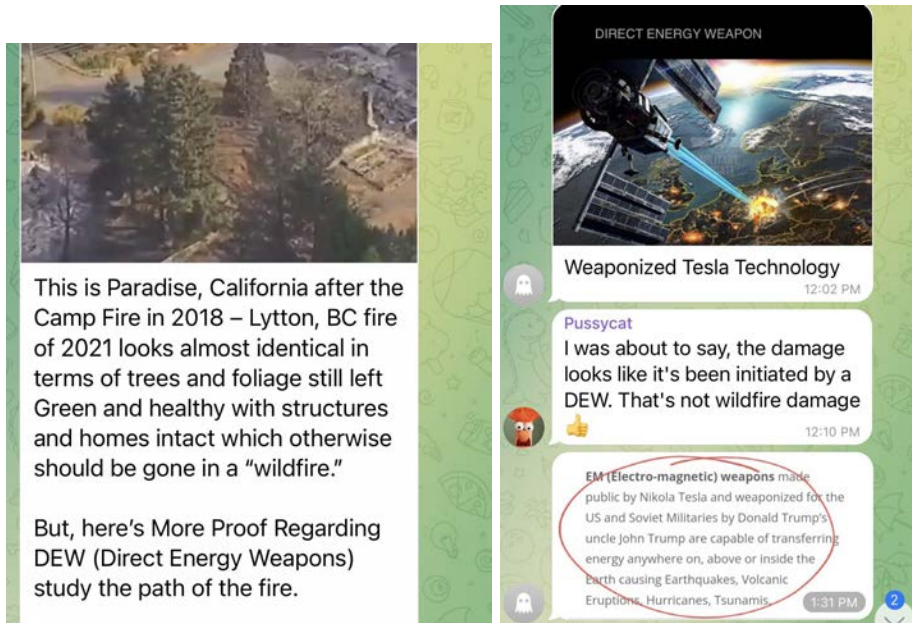 This is Paradise, California after the
Camp Fire in 2018 – Lytton, BC fire
of 2021 looks almost identical in
terms of trees and foliage still left
Green and healthy with structures
and homes intact which otherwise
should be gone in a “wildfire.”
But, here’s More Proof Regarding
DEW (Direct Energy Weapons)
study the path of the fire.
DIRECT ENERGY WEAPON
Weaponized Tesla Technology
12:02 PM
Pussycat
I was about to say, the damage
looks like it's been initiated by a
DEW. That's not wildfire damage
👍
12:10 PM
EM (Electro-magnetic) weapons made
public by Nikola Tesla and weaponized for the
US and Soviet Militaries by Donald Trump's
uncle John Trump are capable of transferring
energy anywhere on, above or inside the
Earth causing Earthquakes, Volcanic
Eruptions, Hurricanes, Tsunamis,
1:31 PM
2